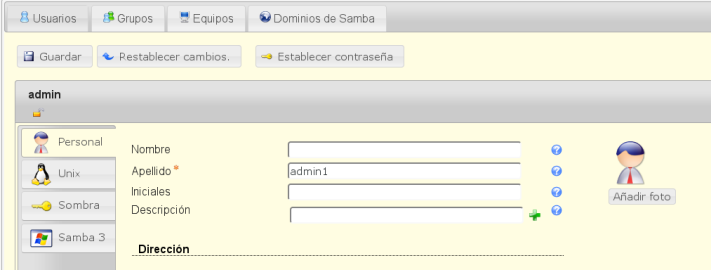 Usuarios Grupos Equipos Dominios de Samba
Guardar Restablecer cambios. Establecer contraseña
admin
Personal
Unix
Sombra
Samba 3
Nombre
Apellido * admin1
Iniciales
Descripción
Añadir foto
Dirección